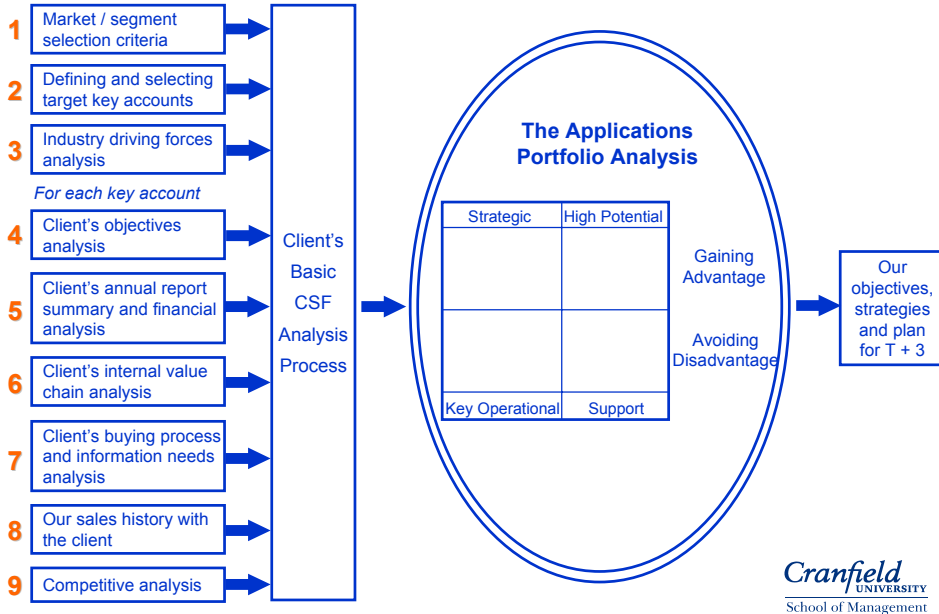 1
Market / segment
selection criteria
2
Defining and selecting
target key accounts
3
Industry driving forces
analysis
For each key account
4
Client's objectives
analysis
5
Client's annual report
summary and financial
analysis
6
Client's internal value
chain analysis
7
Client's buying process
and information needs
analysis
8
Our sales history with
the client
9
Competitive analysis
Client's
Basic
CSF
Analysis
Process
The Applications
Portfolio Analysis
Strategic
High Potential
Key Operational
Support
Gaining
Advantage
Avoiding
Disadvantage
Our
objectives,
strategies
and plan
for T + 3
Cranfield
UNIVERSITY
School of Management